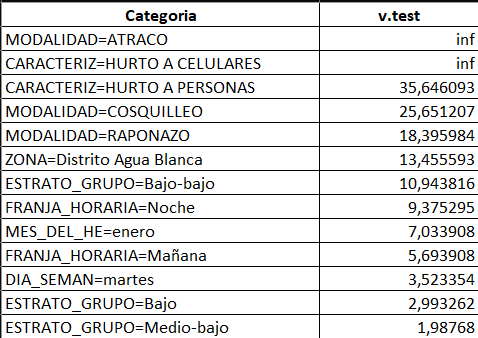 Categoria v.test
MODALIDAD=ATRACO inf
CARACTERIZ=HURTO A CELULARES inf
CARACTERIZ=HURTO A PERSONAS 35,646093
MODALIDAD=COSQUILLEO 25,651207
MODALIDAD=RAPONAZO 18,395984
ZONA=Distrito Agua Blanca 13,455593
ESTRATO_GRUPO=Bajo-bajo 10,943816
FRANJA_HORARIA=Noche 9,375295
MES_DEL_HE=enero 7,033908
FRANJA_HORARIA=Mañana 5,693908
DIA_SEMAN=martes 3,523354
ESTRATO_GRUPO=Bajo 2,993262
ESTRATO_GRUPO=Medio-bajo 1,98768